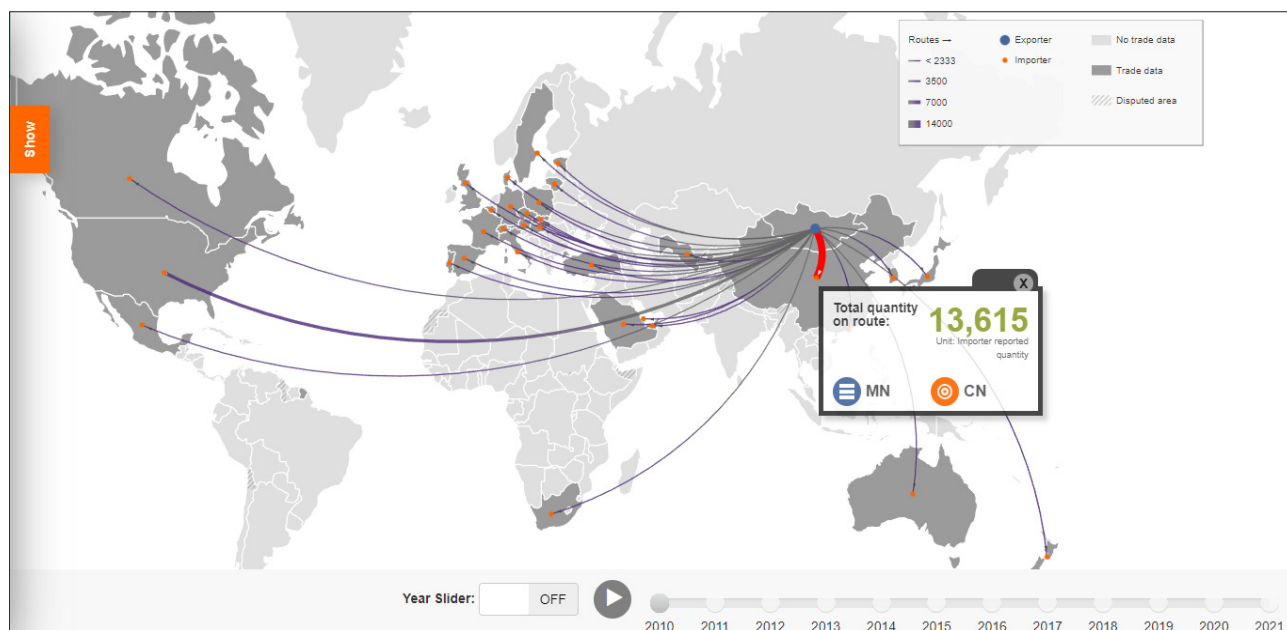 Show
Routes →
< 2333
3500
7000
14000
Exporter
Importer
No trade data
Trade data
Disputed area
X
Total quantity
on route:
13,615
Unit: Importer reported
quantity
MN
CN
Year Slider:
OFF
2010 2011 2012 2013 2014 2015 2016 2017 2018 2019 2020 2021